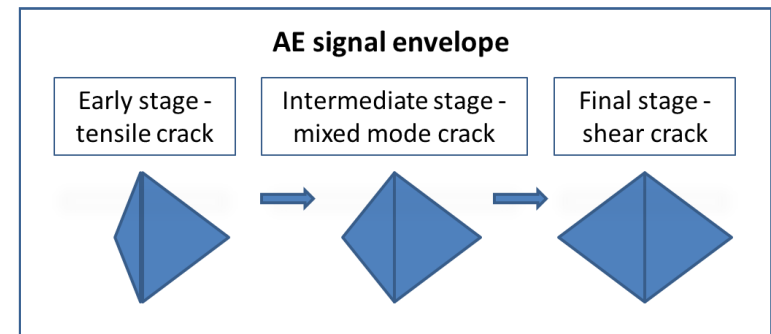 AE signal envelope
Early stage -
tensile crack
Intermediate stage -
mixed mode crack
Final stage -
shear crack